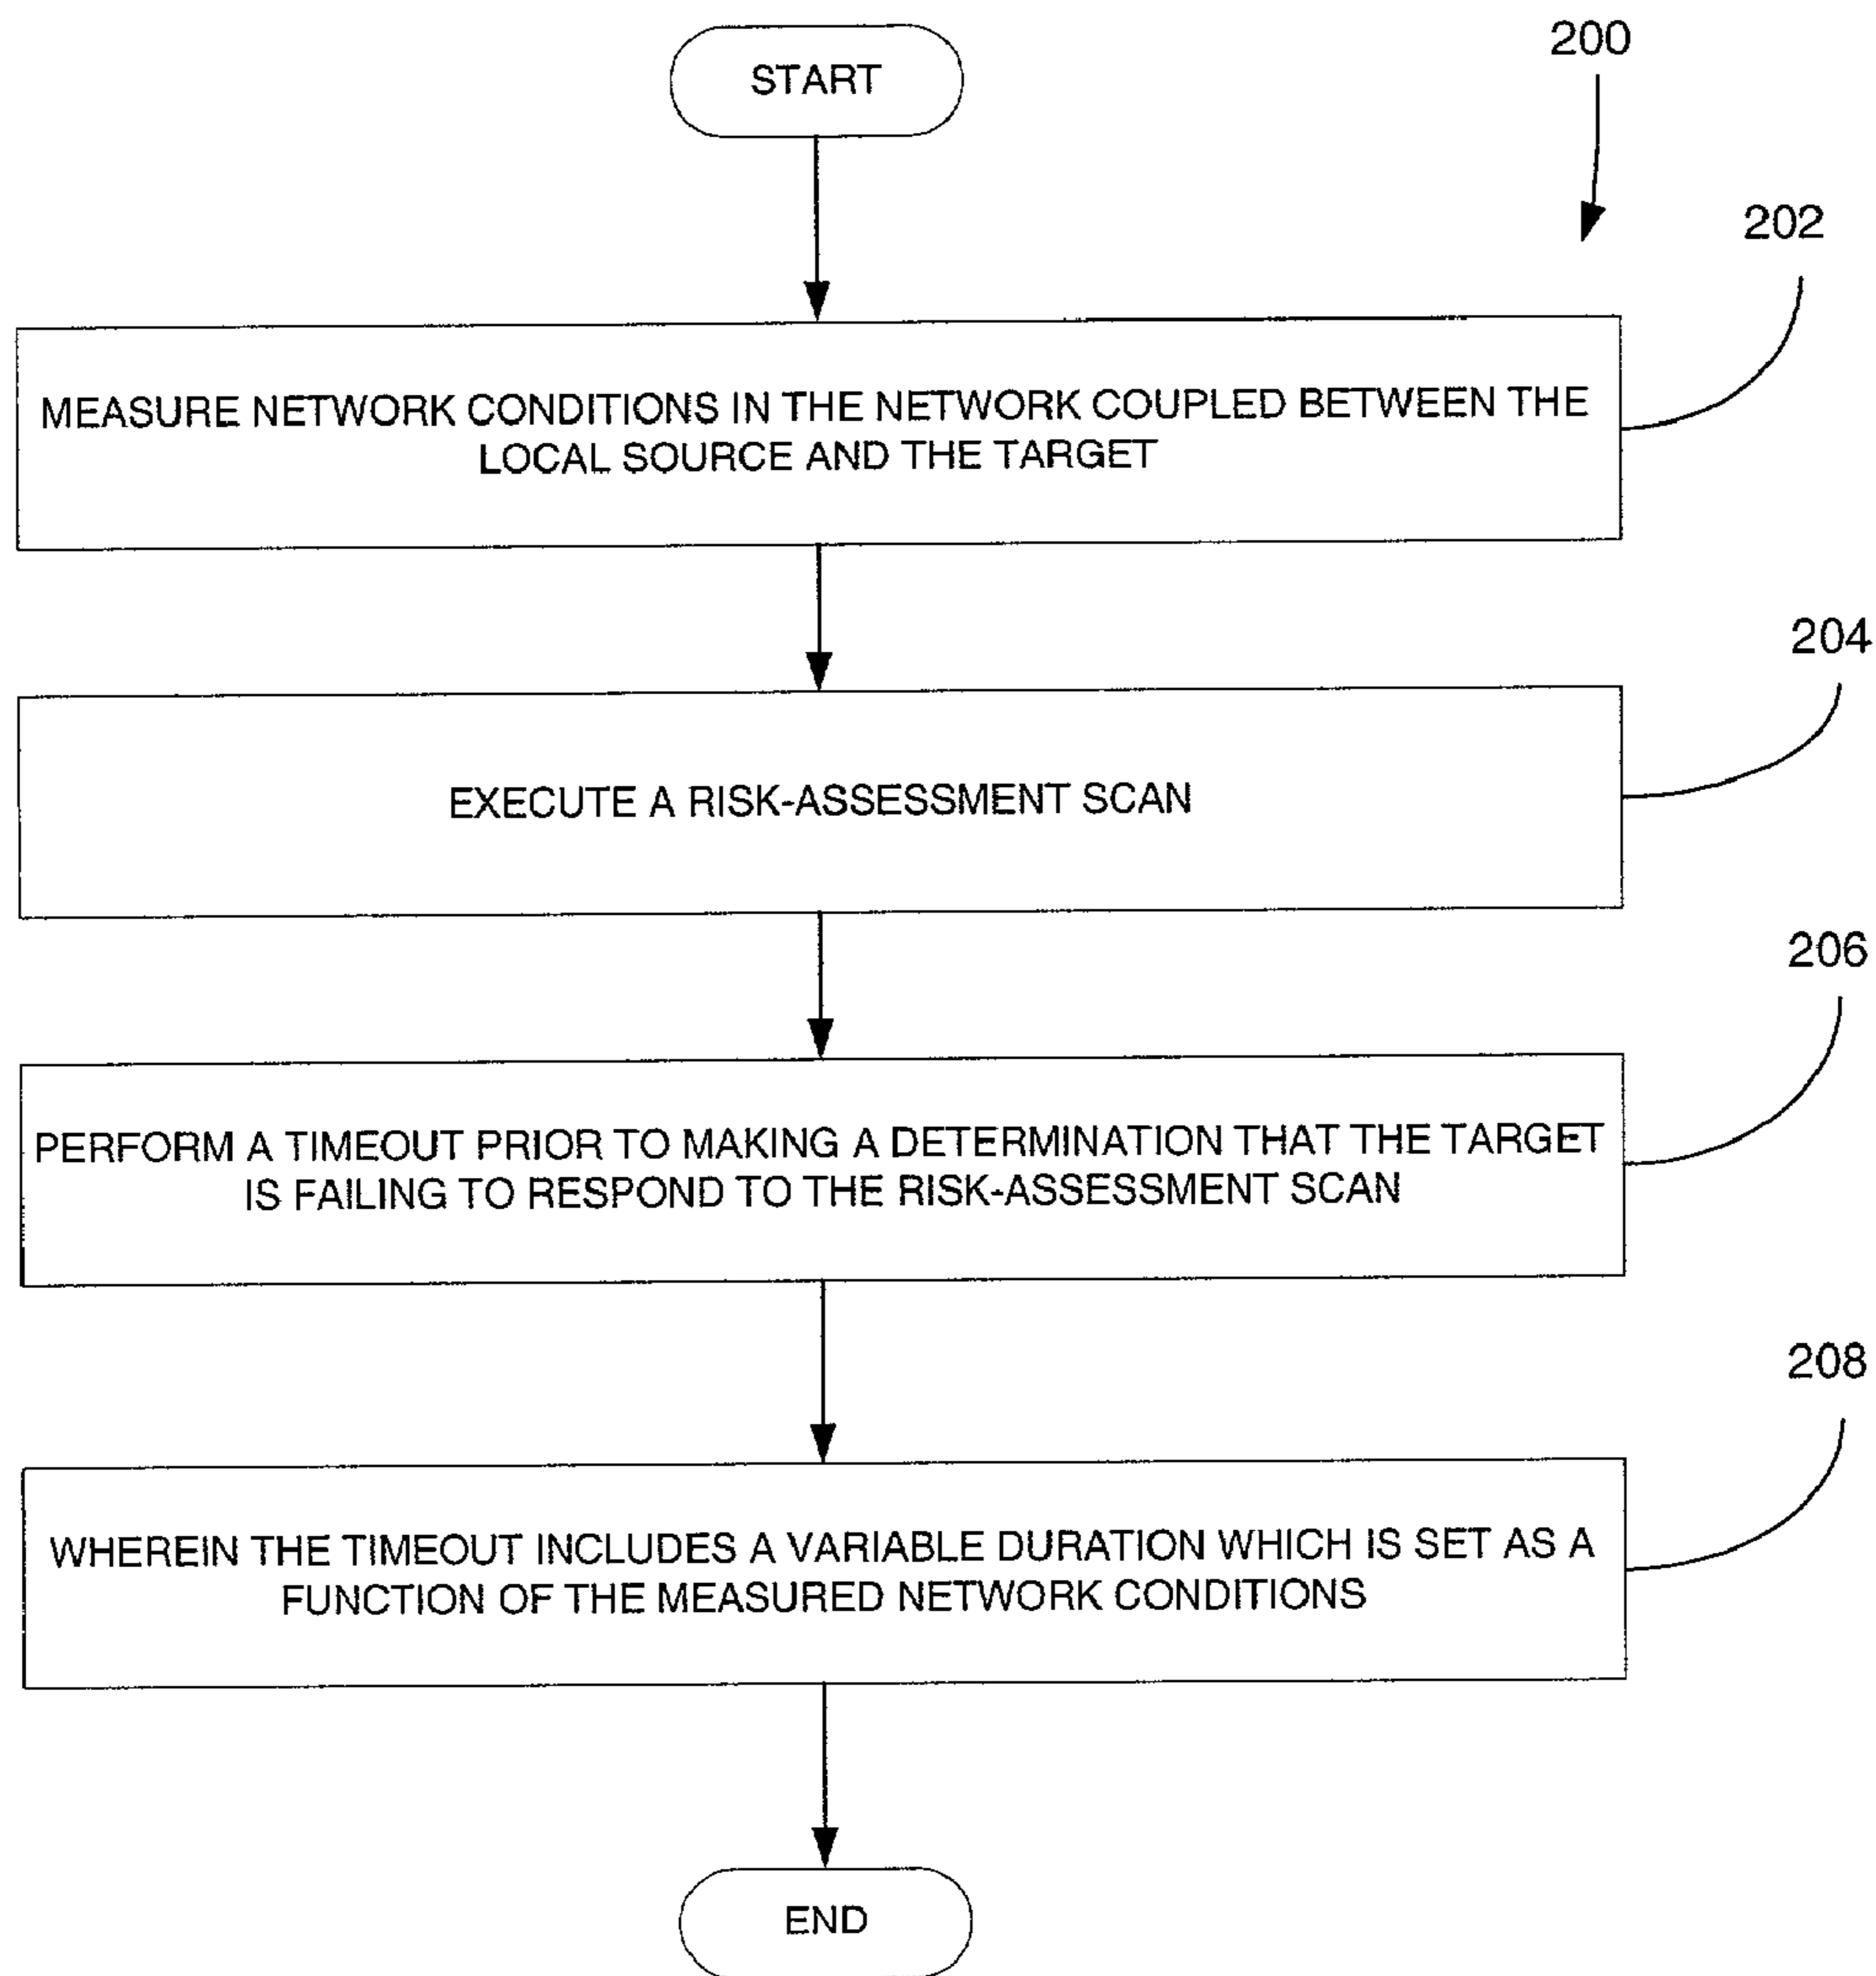 START
200
202
MEASURE NETWORK CONDITIONS IN THE NETWORK COUPLED BETWEEN THE
LOCAL SOURCE AND THE TARGET
204
EXECUTE A RISK-ASSESSMENT SCAN
206
PERFORM A TIMEOUT PRIOR TO MAKING A DETERMINATION THAT THE TARGET
IS FAILING TO RESPOND TO THE RISK-ASSESSMENT SCAN
208
WHEREIN THE TIMEOUT INCLUDES A VARIABLE DURATION WHICH IS SET AS A
FUNCTION OF THE MEASURED NETWORK CONDITIONS
END